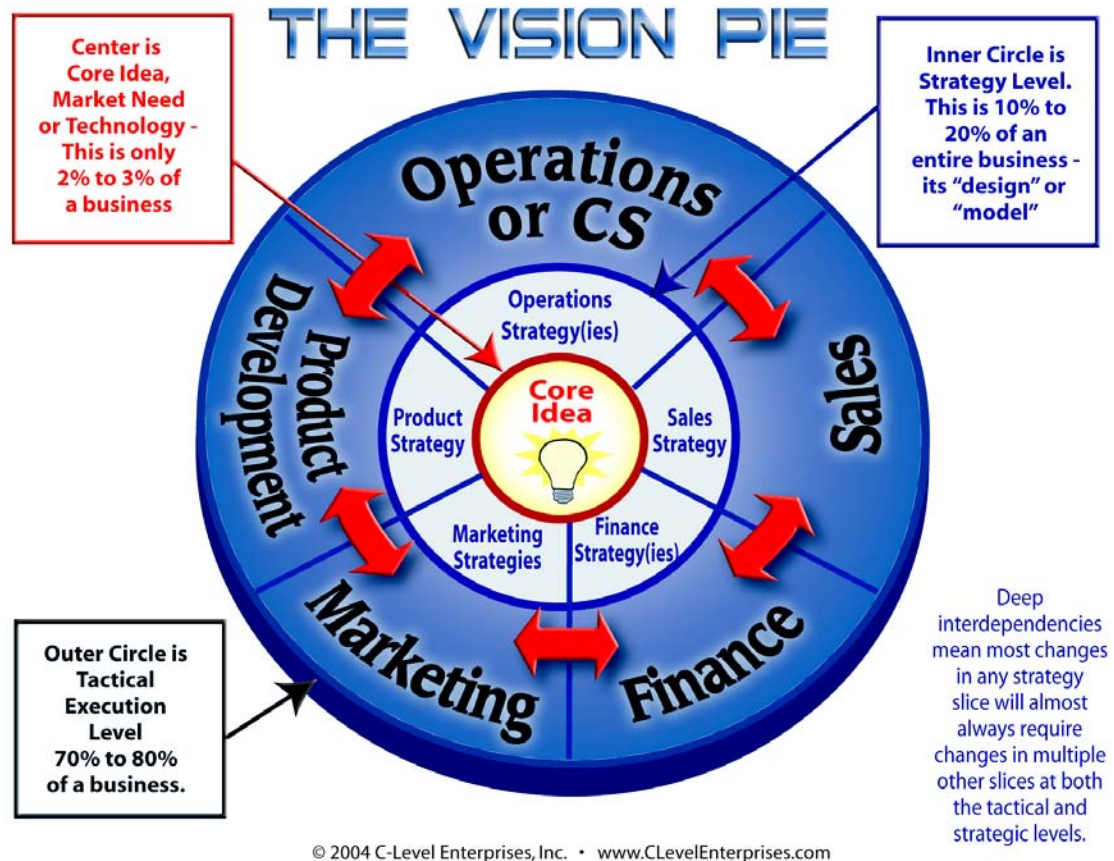 THE VISION PIE
Center is
Core Idea,
Market Need
or Technology -
This is only
2% to 3% of
a business
Inner Circle is
Strategy Level.
This is 10% to
20% of an
entire business -
its “design” or
“model”
Operations
or CS
Product
Development
Sales
Marketing
Finance
Operations
Strategy(ies)
Product
Strategy
Core
Idea
Sales
Strategy
Marketing
Strategies
Finance
Strategy(ies)
Outer Circle is
Tactical
Execution
Level
70% to 80%
of a business.
Deep
interdependencies
mean most changes
in any strategy
slice will almost
always require
changes in multiple
other slices at both
the tactical and
strategic levels.
© 2004 C-Level Enterprises, Inc. • www.CLevelEnterprises.com